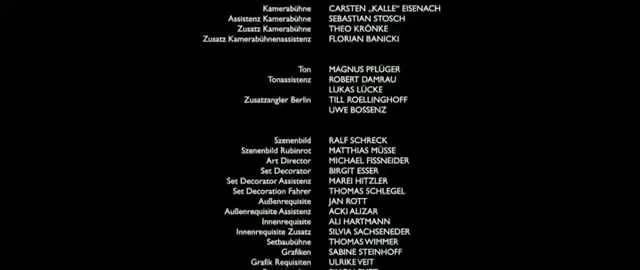 Kamerabühne CARSTEN „KALLE“ EISENACH
Assistenz Kamerabühne SEBASTIAN STOSCH
Zusatz Kamerabühne THEO KRÖNKE
Zusatz Kamerabühnenassistenz FLORIAN BANICKI
Ton MAGNUS PFLÜGER
Tonassistenz ROBERT DAMRAU
LUKAS LÜCKE
Zusatzangler Berlin TILL ROELLINGHOFF
UWE BOSSENZ
Szenenbild RALF SCHRECK
Szenenbild Rubinrot MATTHIAS MÜSSE
Art Director MICHAEL FISSNEIDER
Set Decorator BIRGIT ESSER
Set Decorator Assistenz MAREI HITZLER
Set Decoration Fahrer THOMAS SCHLEGEL
Außenrequisite JAN ROTT
Außenrequisite Assistenz ACKI ALIZAR
Innenrequisite ALI HARTMANN
Innenrequisite Zusatz SILVIA SACHSENEDER
Setbaubühne THOMAS WIMMER
Grafiken SABINE STEINHOFF
Grafik Requisiten ULRIKE VEIT